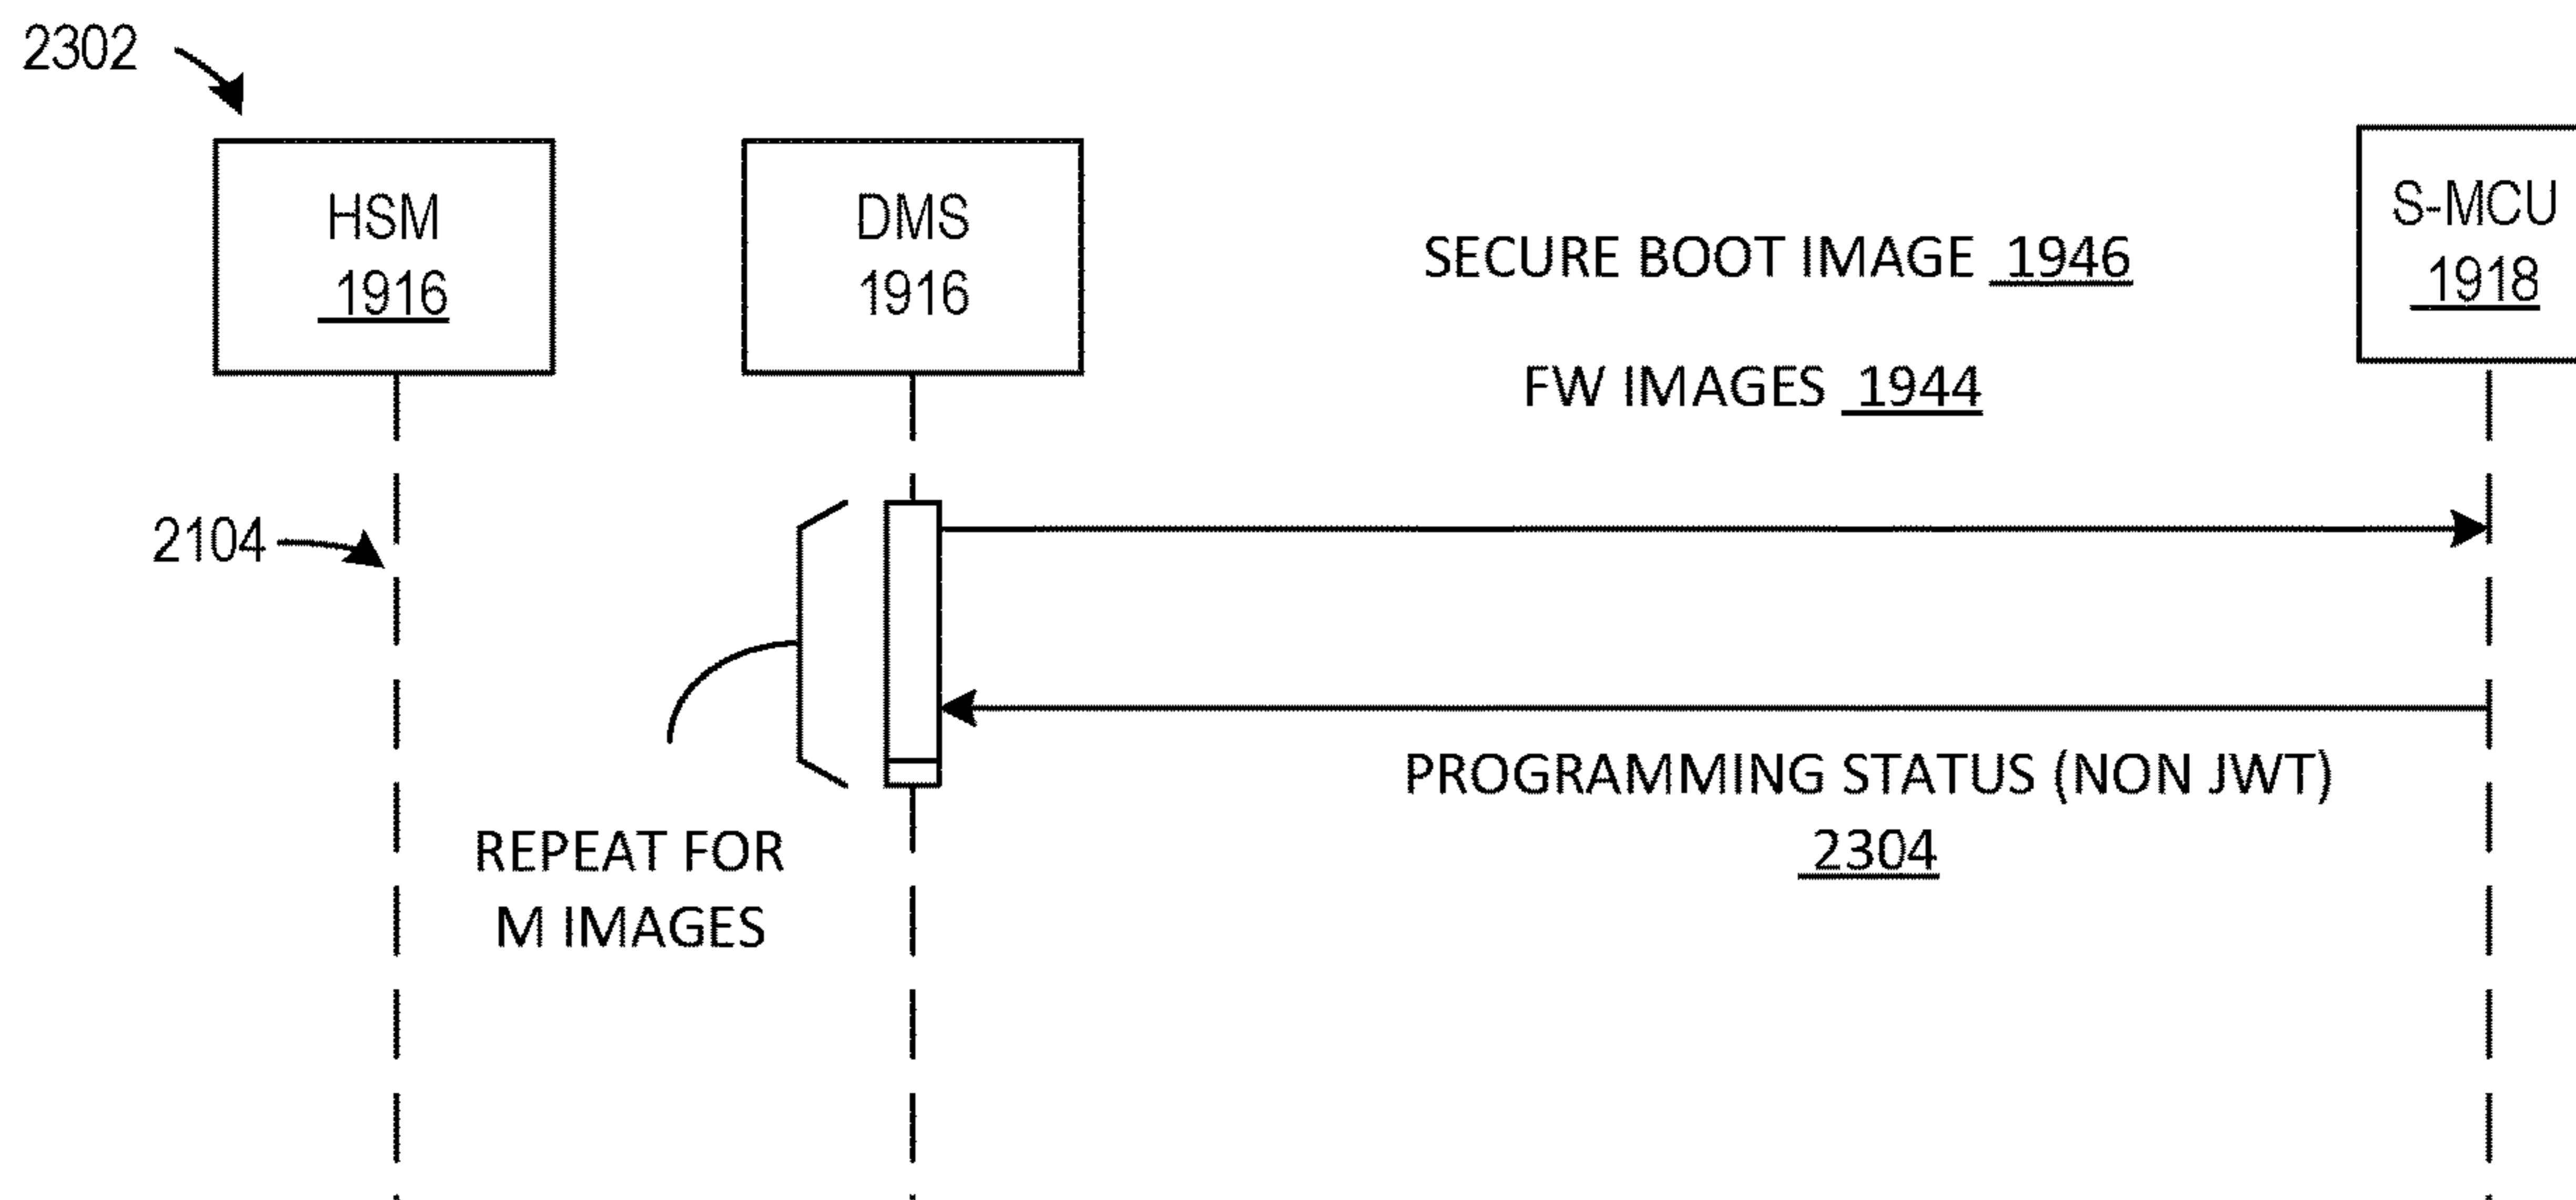 2302
HSM
1916
DMS
1916
S-MCU
1918
SECURE BOOT IMAGE 1946
FW IMAGES 1944
2104
PROGRAMMING STATUS (NON JWT)
2304
REPEAT FOR
M IMAGES